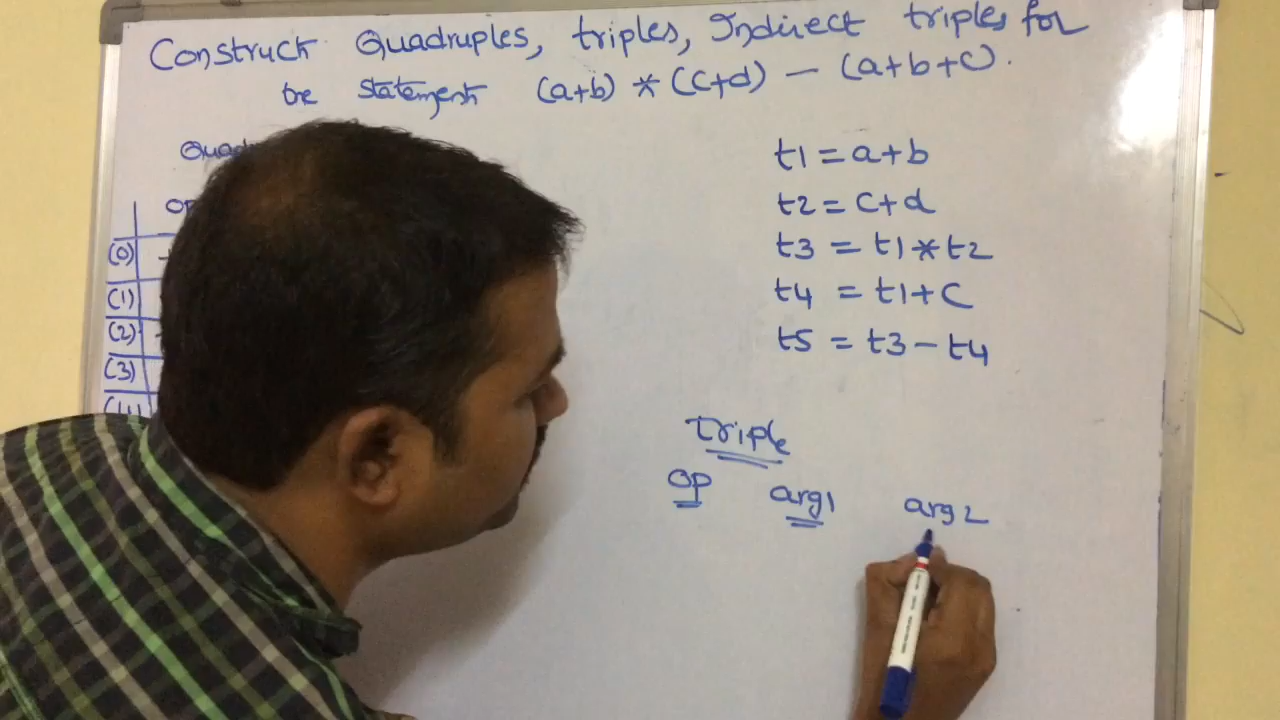 Construct Quadruples, triples, Indirect triples for
the statement (a+b) * (c+d) - (a+b+c).
t1 = a+b
t2 = c+d
t3 = t1*t2
t4 = t1+c
t5 = t3-t4
op
(0)
(1)
(2)
(3)
Triple
op arg1 arg2